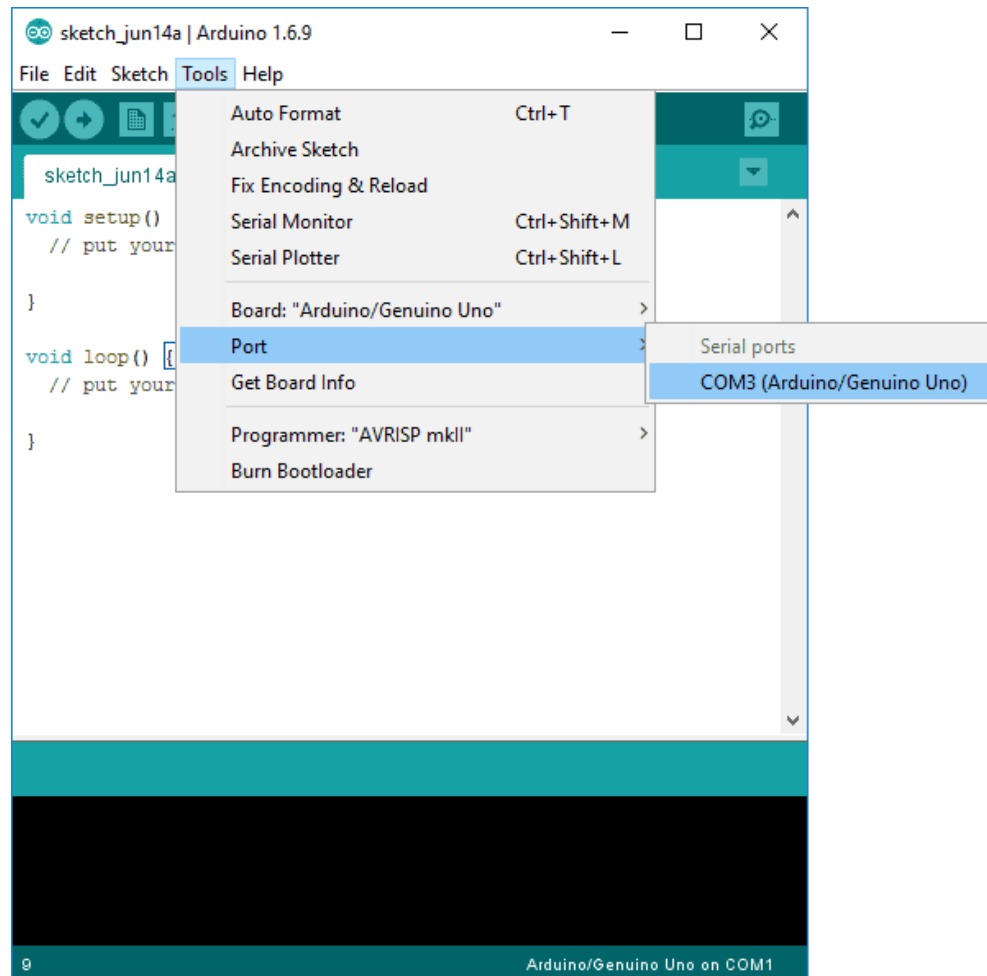 sketch_jun14a | Arduino 1.6.9
File Edit Sketch Tools Help
sketch_jun14a
Auto Format Ctrl+T
Archive Sketch
Fix Encoding & Reload
Serial Monitor Ctrl+Shift+M
Serial Plotter Ctrl+Shift+L
Board: "Arduino/Genuino Uno"
Port
Get Board Info
Programmer: "AVRISP mkII"
Burn Bootloader
Serial ports
COM3 (Arduino/Genuino Uno)
void setup()
// put your
}
void loop() {
// put your
}
9 Arduino/Genuino Uno on COM1